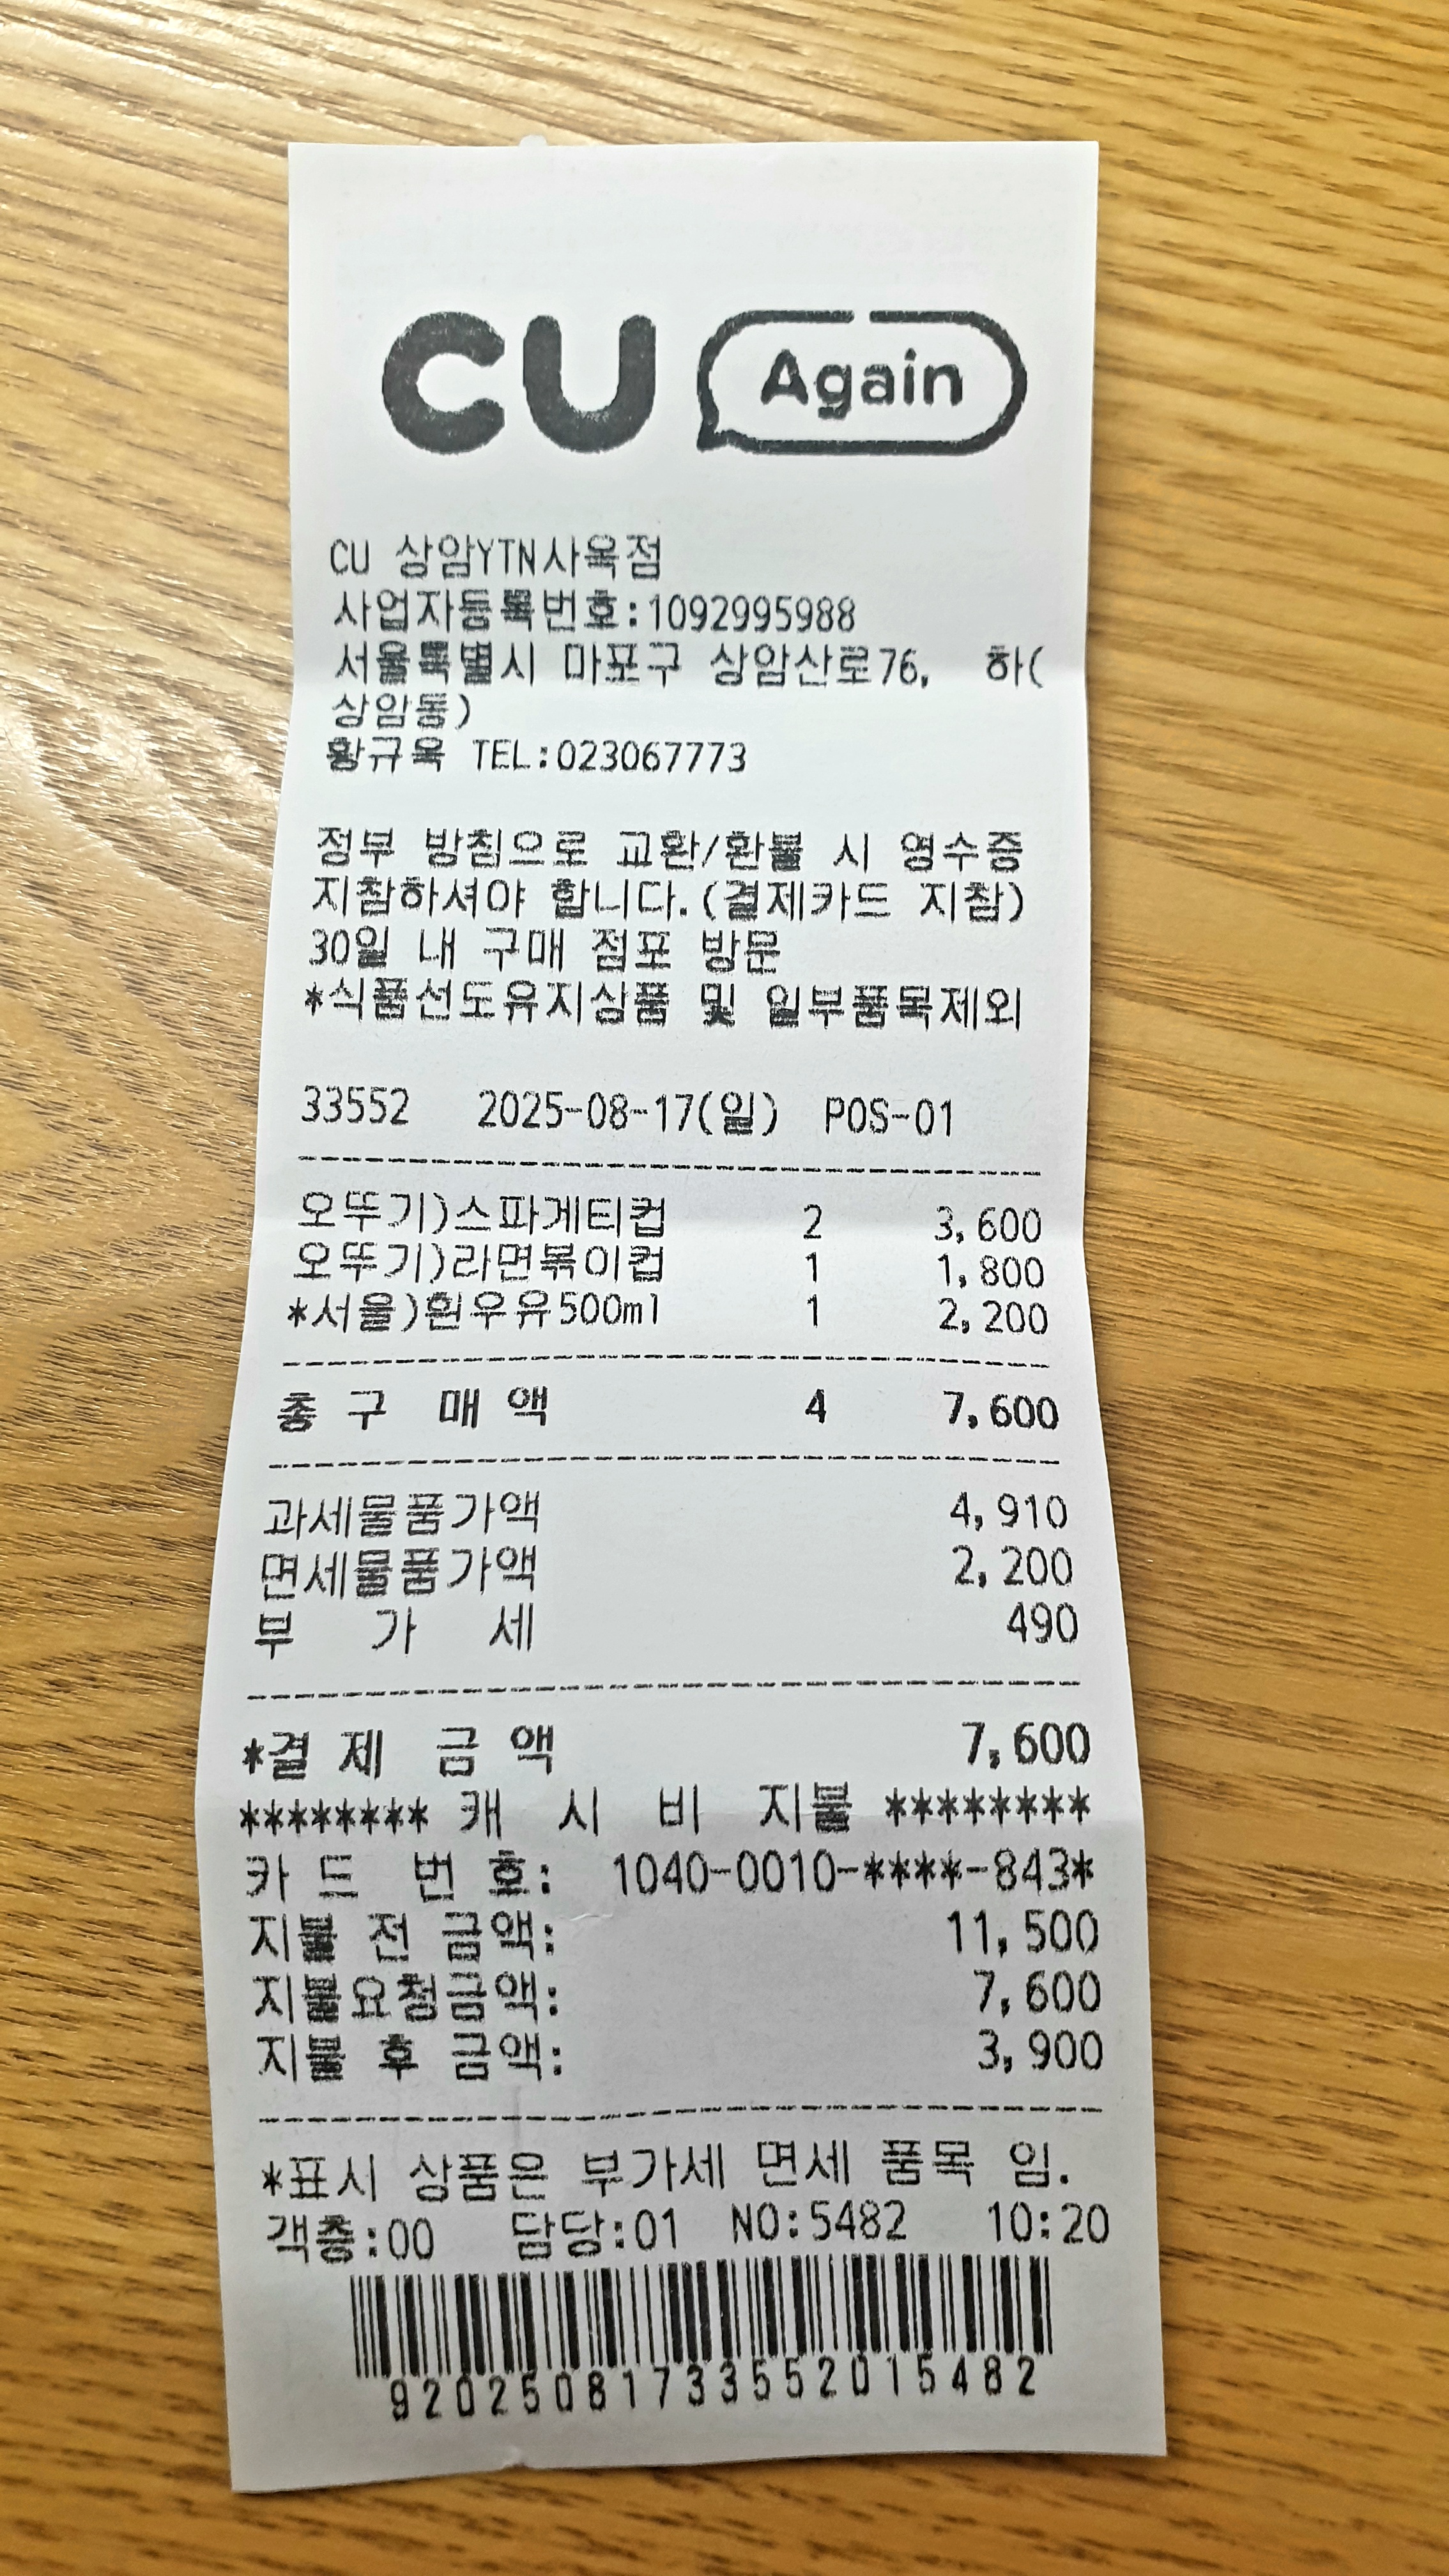 CU Again
CU 상암YTN사옥점
사업자등록번호:1092995988
서울특별시 마포구 상암산로76, 하(
상암동)
황규옥 TEL:023067773
정부 방침으로 교환/환불 시 영수증
지참하셔야 합니다.(결제카드 지참)
30일 내 구매 점포 방문
*식품선도유지상품 및 일부품목제외
33552 2025-08-17(일) POS-01
오뚜기)스파게티컵 2 3,600
오뚜기)라면볶이컵 1 1,800
*서울)흰우유500ml 1 2,200
총 구 매 액 4 7,600
과세물품가액 4,910
면세물품가액 2,200
부 가 세 490
*결 제 금 액 7,600
******** 캐 시 비 지불 ********
카 드 번 호: 1040-0010-****-843*
지불 전 금액: 11,500
지불요청금액: 7,600
지불 후 금액: 3,900
*표시 상품은 부가세 면세 품목 임.
객층:00 담당:01 NO:5482 10:20
92025081733552015482